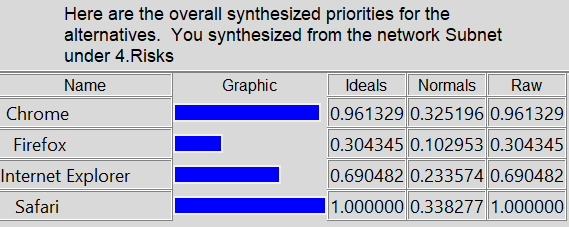 Here are the overall synthesized priorities for the
alternatives. You synthesized from the network Subnet
under 4.Risks
Name Graphic Ideals Normals Raw
Chrome 0.961329 0.325196 0.961329
Firefox 0.304345 0.102953 0.304345
Internet Explorer 0.690482 0.233574 0.690482
Safari 1.000000 0.338277 1.000000